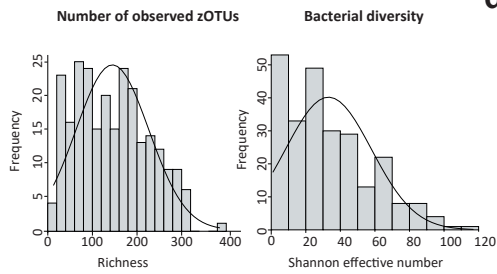 Number of observed zOTUs
Bacterial diversity
Frequency
0 5 10 15 20 25
0 100 200 300 400
Richness
Frequency
0 10 20 30 40 50
0 20 40 60 80 100 120
Shannon effective number